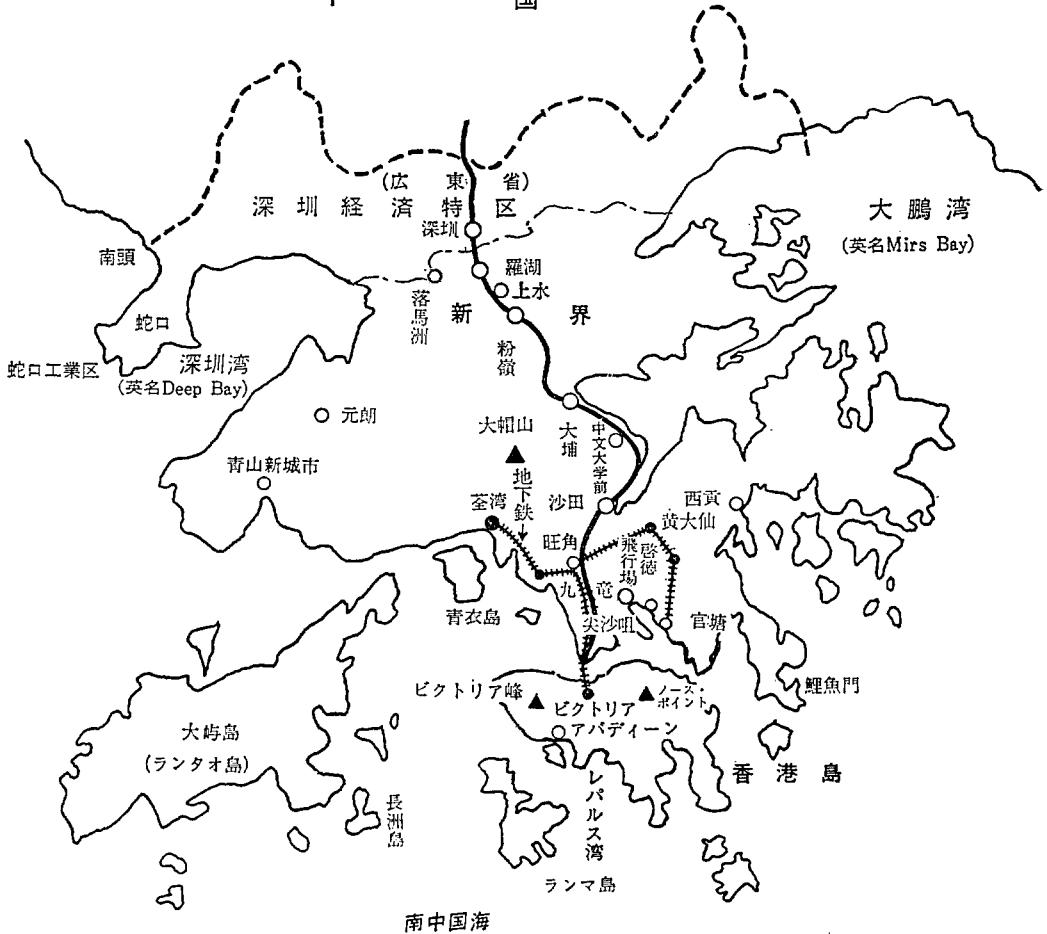 国
(広東省)
深圳経済特区
深圳
大鵬湾
(英名Mirs Bay)
南頭
羅湖
上水
落馬洲
新界
蛇口
蛇口工業区
深圳湾
(英名Deep Bay)
粉嶺
元朗
大帽山
大埔
中文大学前
青山新城市
地下鉄
荃湾
沙田
西貢
黄大仙
旺角
啓徳
飛行場
九竜
青衣島
尖沙咀
官塘
ビクトリア峰
ノース・
ポイント
鯉魚門
ビクトリア
アバディーン
大屿島
(ランタオ島)
香港島
長洲島
レパルス湾
ランマ島
南中国海